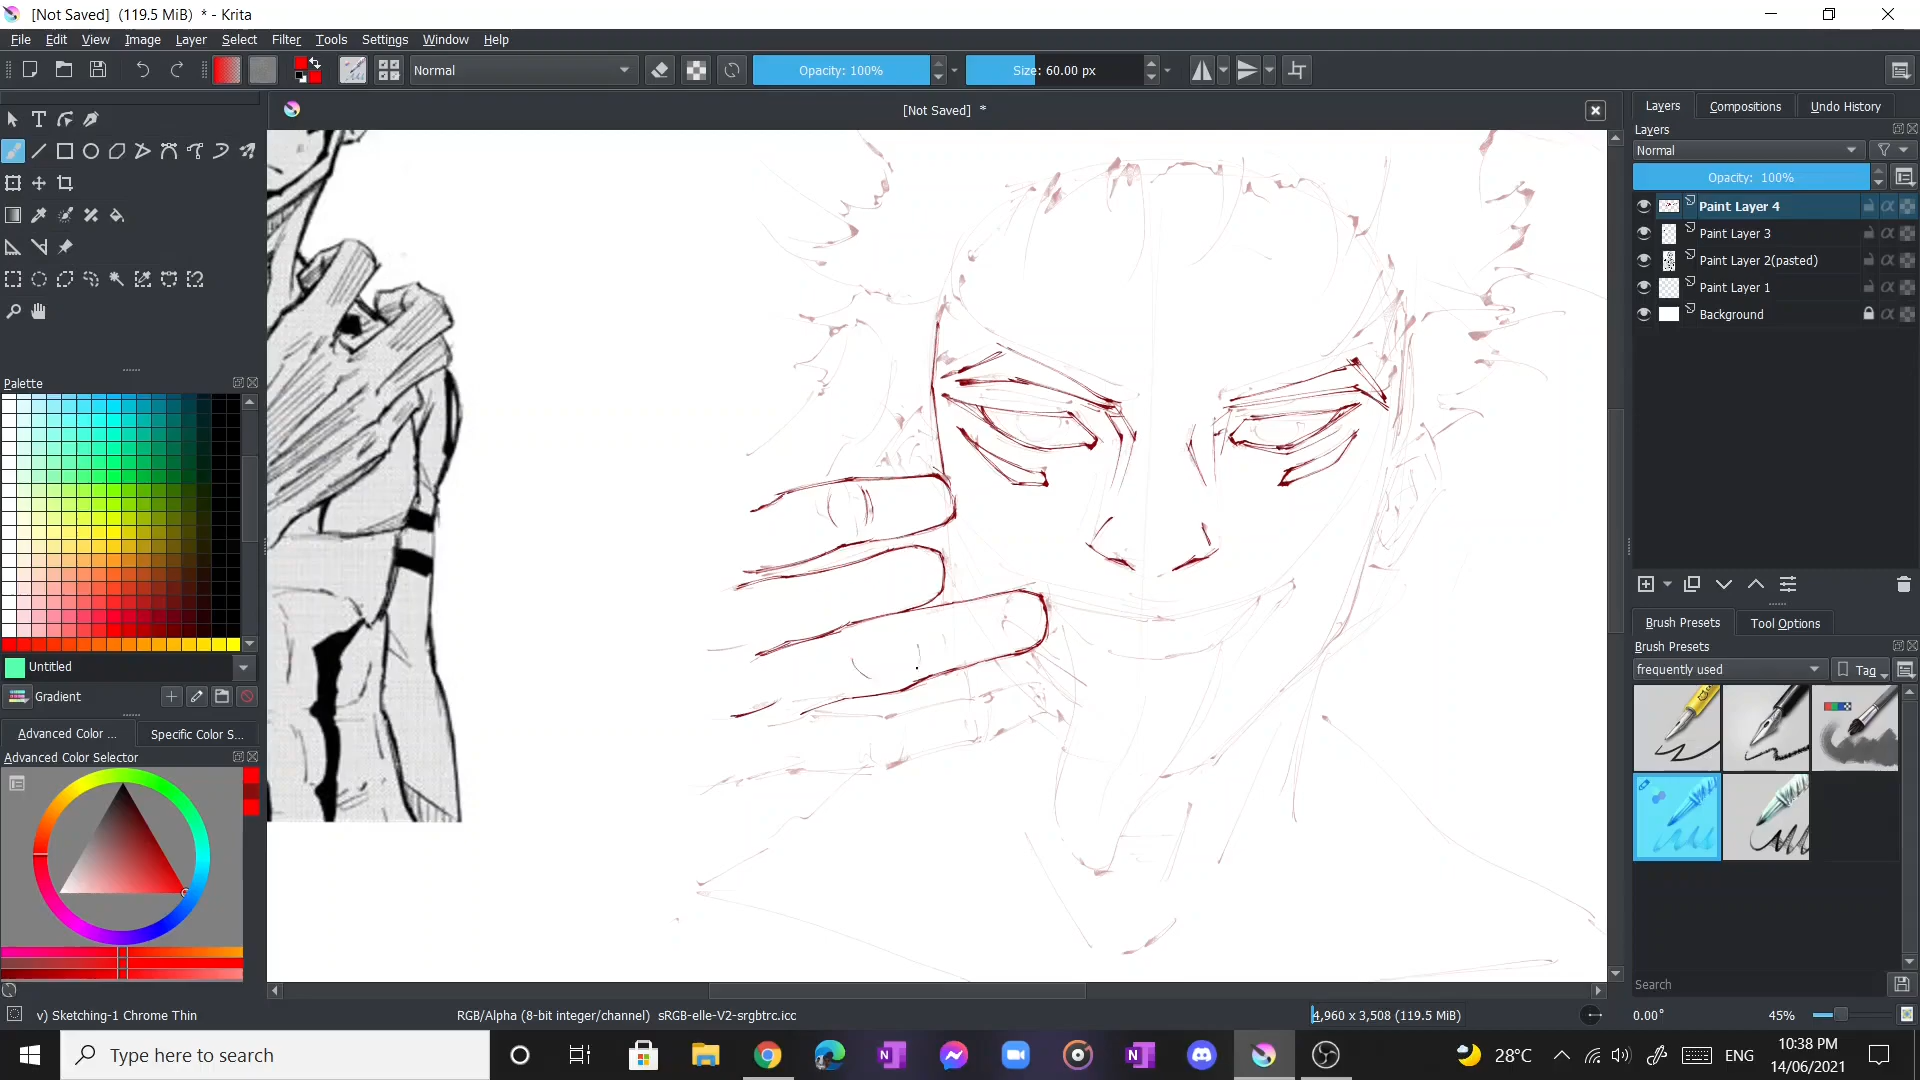 [Not Saved]  (119.5 MiB)  * - Krita
File Edit View Image Layer Select Filter Tools Settings Window Help
Normal
Opacity: 100%
Size: 60.00 px
[Not Saved]  *
Layers Compositions Undo History
Layers
Normal
Opacity:  100%
Paint Layer 4
Paint Layer 3
Paint Layer 2(pasted)
Paint Layer 1
Background
Palette
Untitled
Gradient
Advanced Color ... Specific Color S...
Advanced Color Selector
Brush Presets Tool Options
Brush Presets
frequently used
Tag
Search
v) Sketching-1 Chrome Thin
RGB/Alpha (8-bit integer/channel)  sRGB-elle-V2-srgbtrc.icc
4,960 x 3,508 (119.5 MiB)
0.00°
45%
Type here to search
28°C
ENG
10:38 PM
14/06/2021